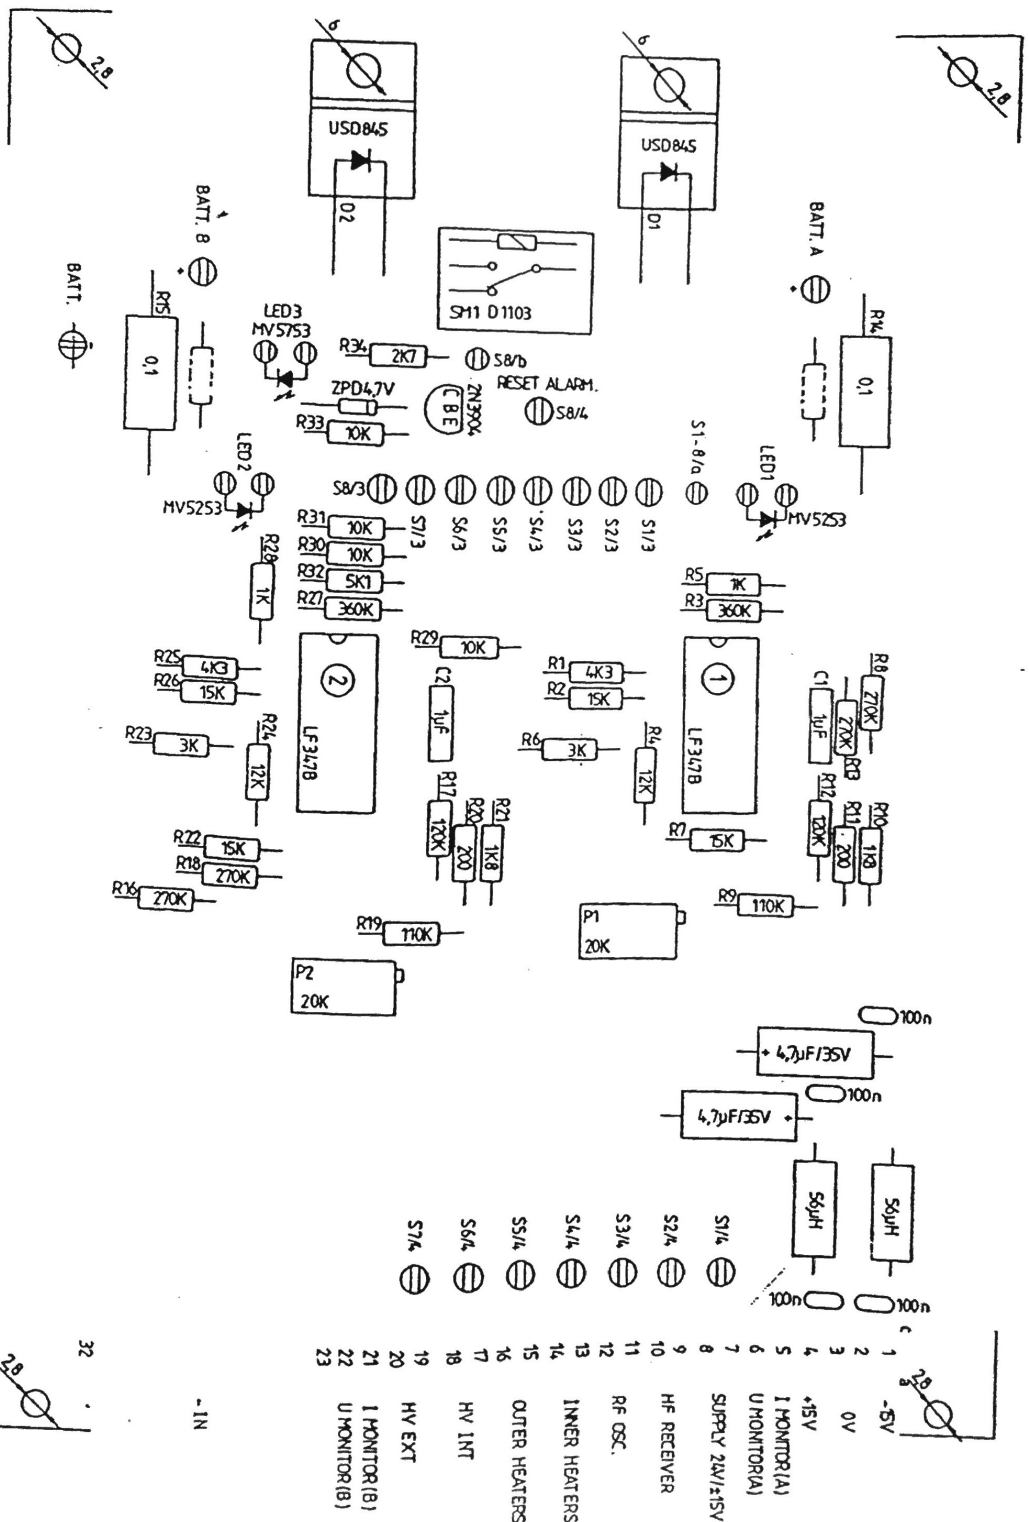 2,8
6
6
2,8
USD845
USD845
D2
D1
BATT. B
+
BATT. A
+
BATT.
-
SM1 D1103
R15
0,1
R14
0,1
LED3
MV5753
R34
2K7
S8/b
RESET ALARM.
S8/4
ZPD4,7V
CBE
2N3904
R33
10K
S1-8/a
LED2
MV5253
LED1
MV5253
S8/3
S7/3
S6/3
S5/3
S4/3
S3/3
S2/3
S1/3
R31
10K
R30
10K
R32
5K1
R27
360K
R28
1K
R5
1K
R3
360K
R29
10K
R25
4K3
R26
15K
R1
4K3
R2
15K
2
LF347B
C2
1µF
1
LF347B
C1
1µF
R8
270K
R13
270K
R23
3K
R24
12K
R6
3K
R4
12K
R17
120K
R20
200
R21
1K8
R12
120K
R11
200
R10
1K8
R22
15K
R18
270K
R16
270K
R7
15K
R9
110K
R19
110K
P1
20K
P2
20K
100n
+ 4,7µF/35V
100n
4,7µF/35V +
56µH
56µH
S7/4
S6/4
S5/4
S4/4
S3/4
S2/4
S1/4
100n
100n
c
a
2,8
2,8
32
23
22
21
20
19
18
17
16
15
14
13
12
11
10
9
8
7
6
5
4
3
2
1
-IN
U MONITOR(B)
I MONITOR(B)
HV EXT
HV INT
OUTER HEATERS
INNER HEATERS
RF OSC.
HF RECEIVER
SUPPLY 24V/±15V
U MONITOR(A)
I MONITOR(A)
+15V
0V
-15V